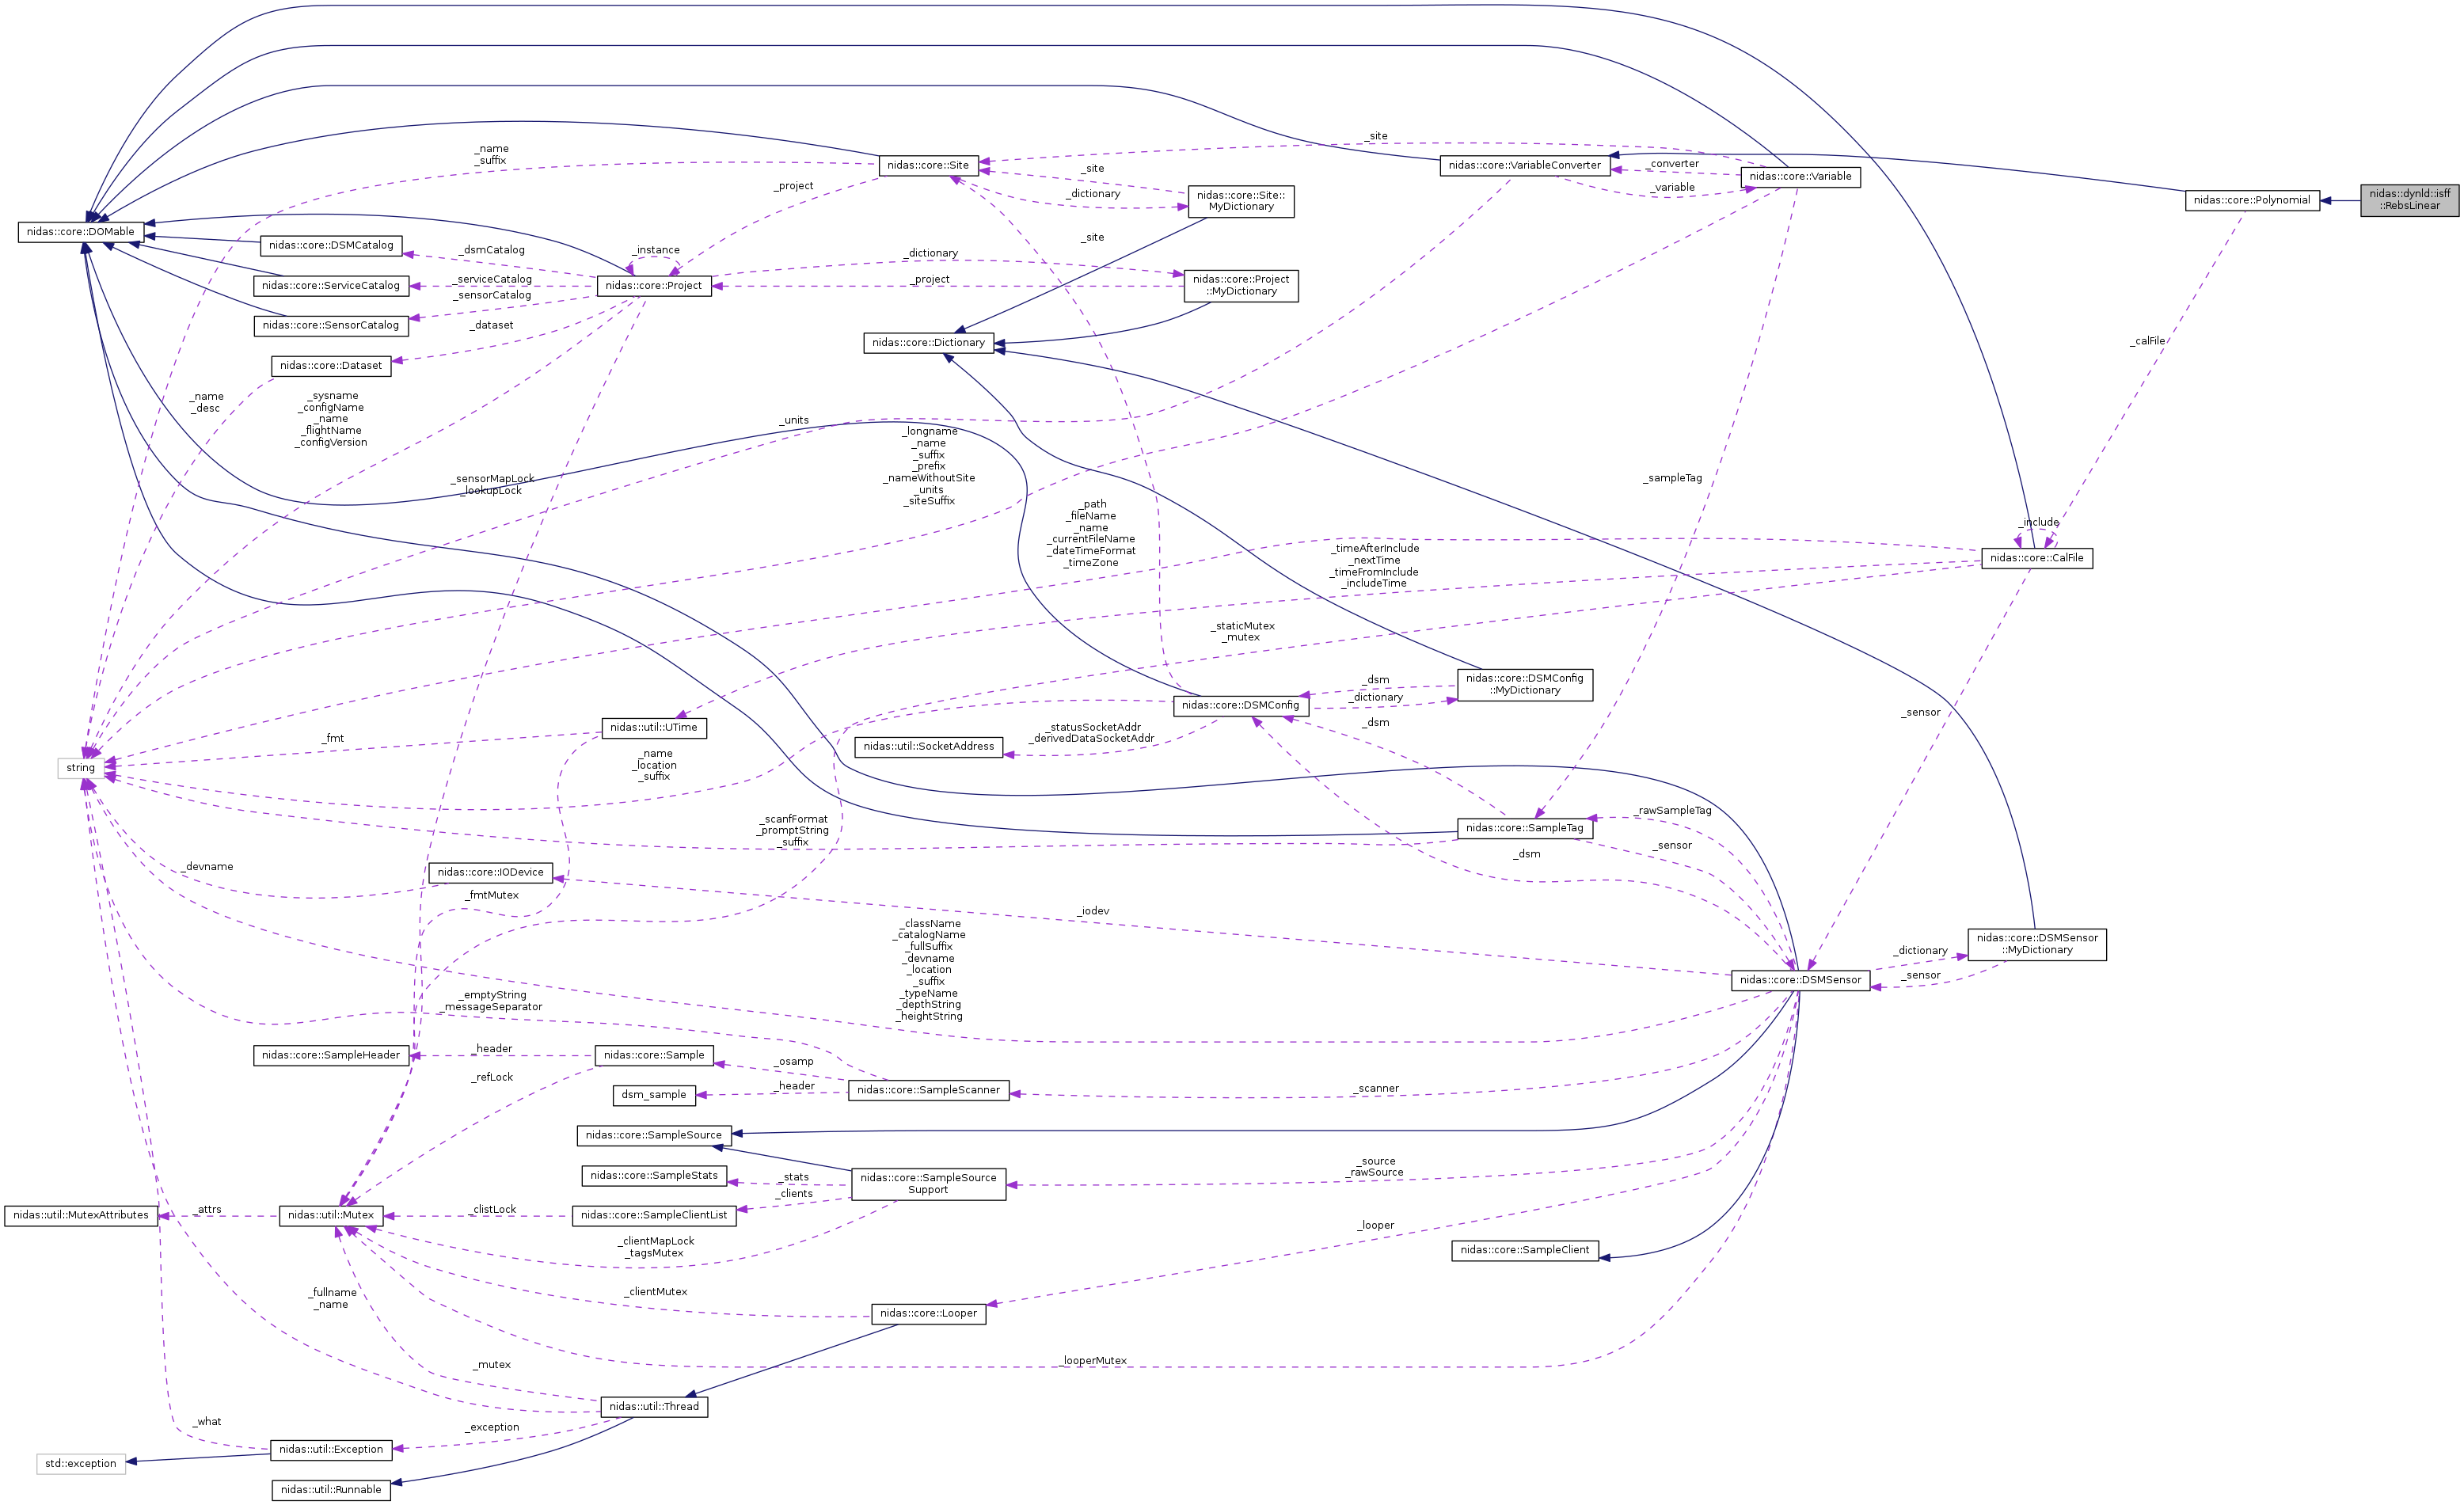 _site
_name
_suffix
nidas::core::Site
_project
_site
_dictionary
nidas::core::Site::
MyDictionary
nidas::core::VariableConverter
_converter
_variable
nidas::core::Variable
nidas::core::Polynomial
nidas::dynld::isff
::RebsLinear
nidas::core::DOMable
nidas::core::DSMCatalog
_dsmCatalog
_instance
_site
nidas::core::ServiceCatalog
_serviceCatalog
nidas::core::Project
_dictionary
_project
nidas::core::Project
::MyDictionary
nidas::core::SensorCatalog
_sensorCatalog
_dataset
nidas::core::Dictionary
_calFile
nidas::core::Dataset
_name
_desc
_sysname
_configName
_name
_flightName
_configVersion
_units
_longname
_name
_suffix
_prefix
_nameWithoutSite
_units
_siteSuffix
_sensorMapLock
_lookupLock
_sampleTag
_path
_fileName
_name
_currentFileName
_dateTimeFormat
_timeZone
_timeAfterInclude
_nextTime
_timeFromInclude
_includeTime
_include
nidas::core::CalFile
_staticMutex
_mutex
_dsm
_dictionary
nidas::core::DSMConfig
::MyDictionary
nidas::core::DSMConfig
_sensor
nidas::util::UTime
_fmt
_statusSocketAddr
_derivedDataSocketAddr
_dsm
nidas::util::SocketAddress
string
_name
_location
_suffix
_rawSampleTag
nidas::core::SampleTag
_scanfFormat
_promptString
_suffix
_sensor
_dsm
_devname
nidas::core::IODevice
_fmtMutex
_iodev
_className
_catalogName
_fullSuffix
_devname
_location
_suffix
_typeName
_depthString
_heightString
_dictionary
_sensor
nidas::core::DSMSensor
::MyDictionary
nidas::core::DSMSensor
_emptyString
_messageSeparator
nidas::core::SampleHeader
_header
nidas::core::Sample
_refLock
_osamp
_header
nidas::core::SampleScanner
dsm_sample
_scanner
nidas::core::SampleSource
nidas::core::SampleStats
_stats
_clients
nidas::core::SampleSource
Support
_source
_rawSource
nidas::util::MutexAttributes
_attrs
nidas::util::Mutex
_clistLock
nidas::core::SampleClientList
_clientMapLock
_tagsMutex
_looper
nidas::core::SampleClient
_fullname
_name
_clientMutex
nidas::core::Looper
_mutex
_looperMutex
nidas::util::Thread
_what
_exception
nidas::util::Exception
std::exception
nidas::util::Runnable